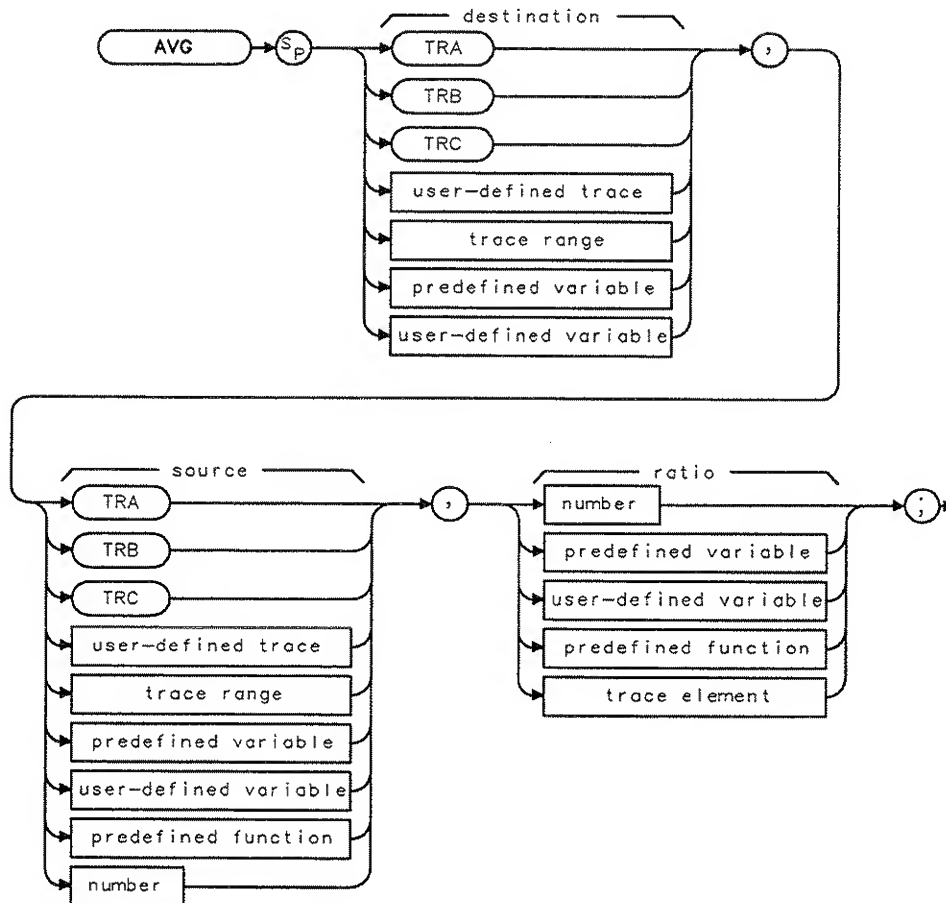 destination
AVG
SP
TRA
,
TRB
TRC
user-defined trace
trace range
predefined variable
user-defined variable
source
TRA
,
TRB
TRC
user-defined trace
trace range
predefined variable
user-defined variable
predefined function
number
ratio
number
;
predefined variable
user-defined variable
predefined function
trace element